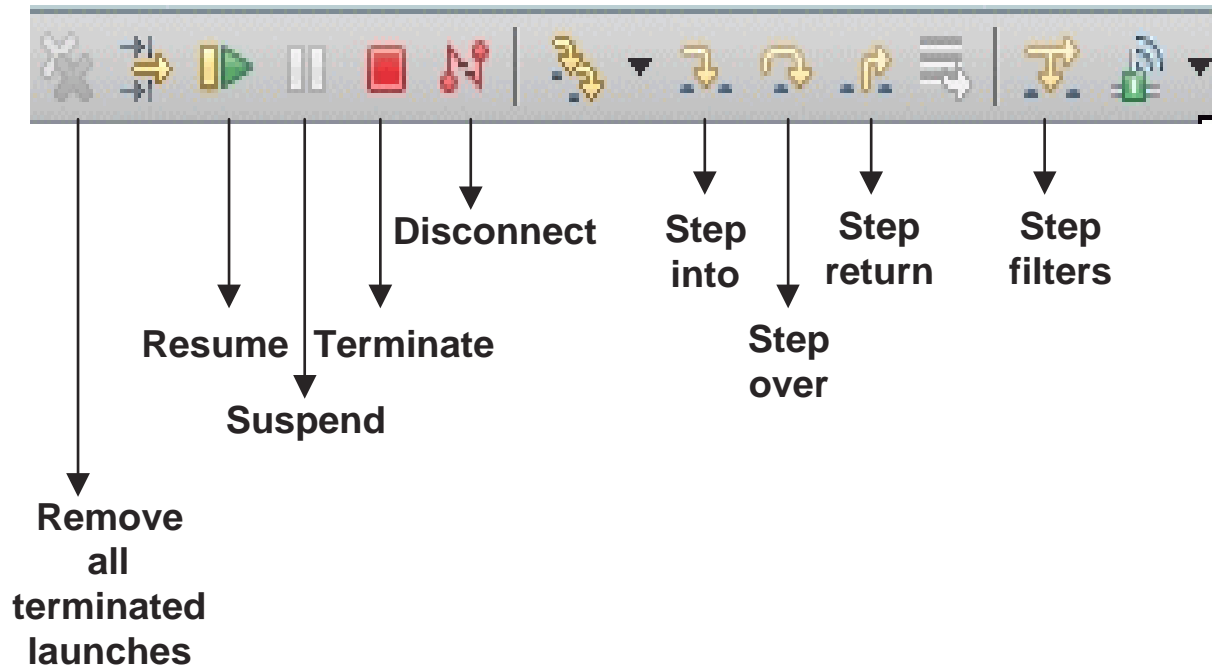 Disconnect
Step
into
Step
return
Step
filters
Resume
Terminate
Step
over
Suspend
Remove
all
terminated
launches